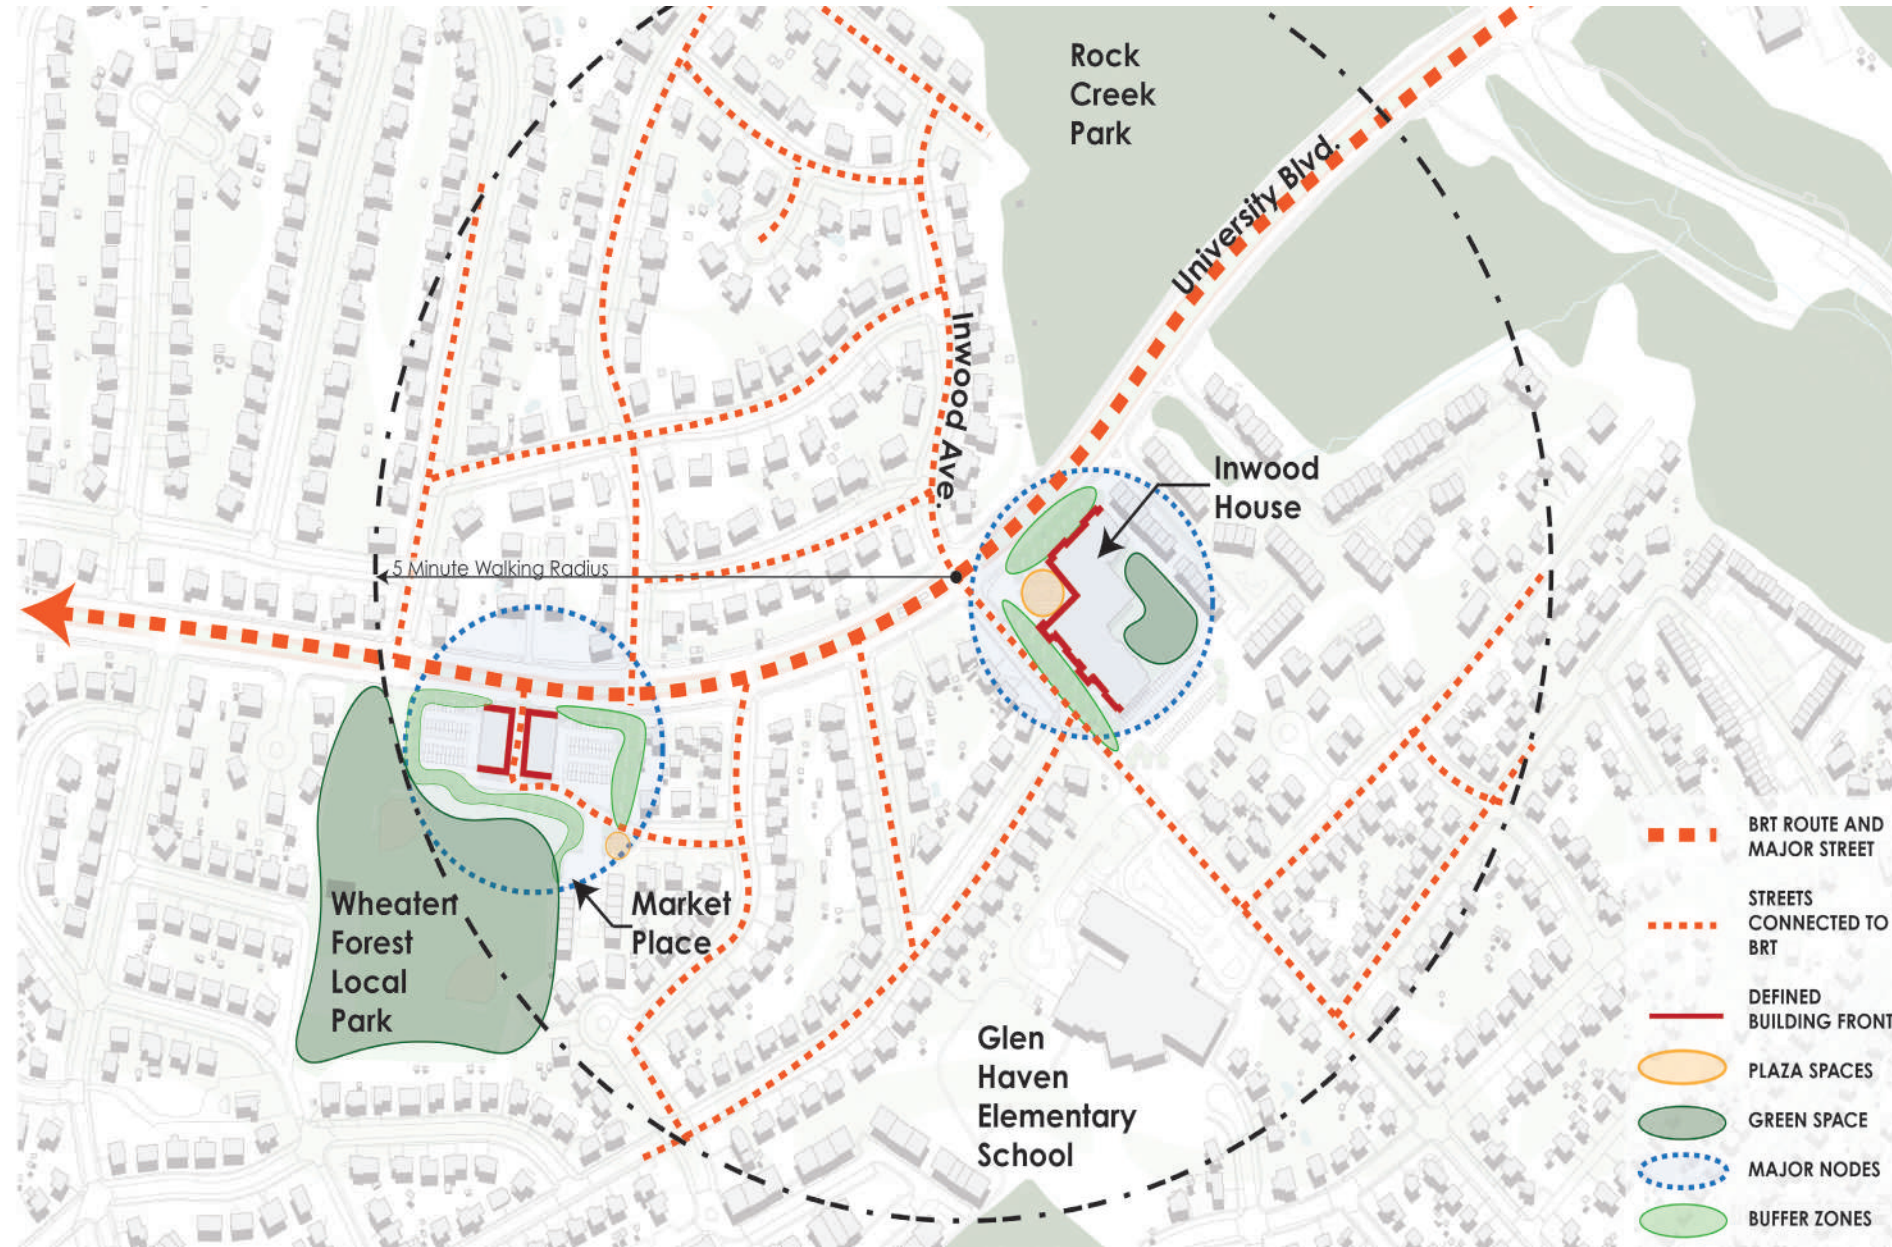 Rock
Creek
Park
University Blvd.
Inwood Ave.
Inwood
House
5 Minute Walking Radius
Wheaten
Forest
Local
Park
Market
Place
Glen
Haven
Elementary
School
BRT ROUTE AND
MAJOR STREET
STREETS
CONNECTED TO
BRT
DEFINED
BUILDING FRONT
PLAZA SPACES
GREEN SPACE
MAJOR NODES
BUFFER ZONES